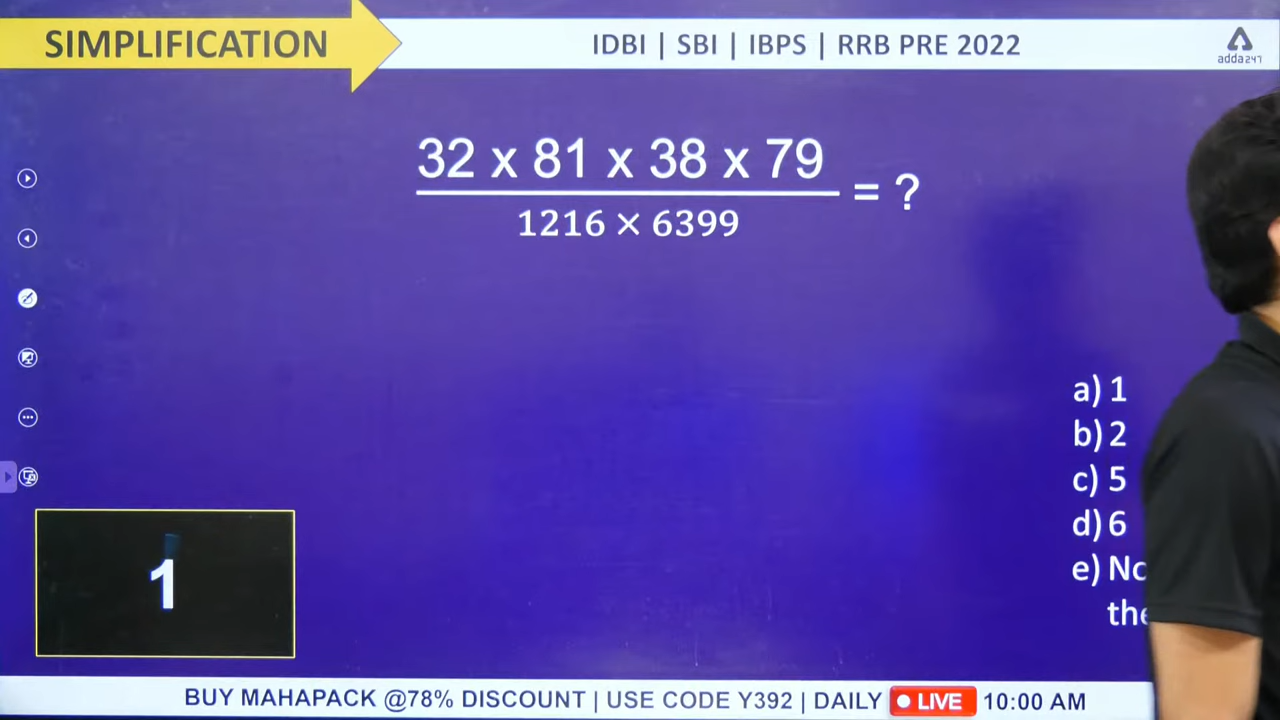 SIMPLIFICATION
IDBI | SBI | IBPS | RRB PRE 2022
adda247
32 x 81 x 38 x 79
= ?
1216 × 6399
a) 1
b) 2
c) 5
d) 6
e)
1
BUY MAHAPACK @78% DISCOUNT | USE CODE Y392 | DAILY LIVE 10:00 AM